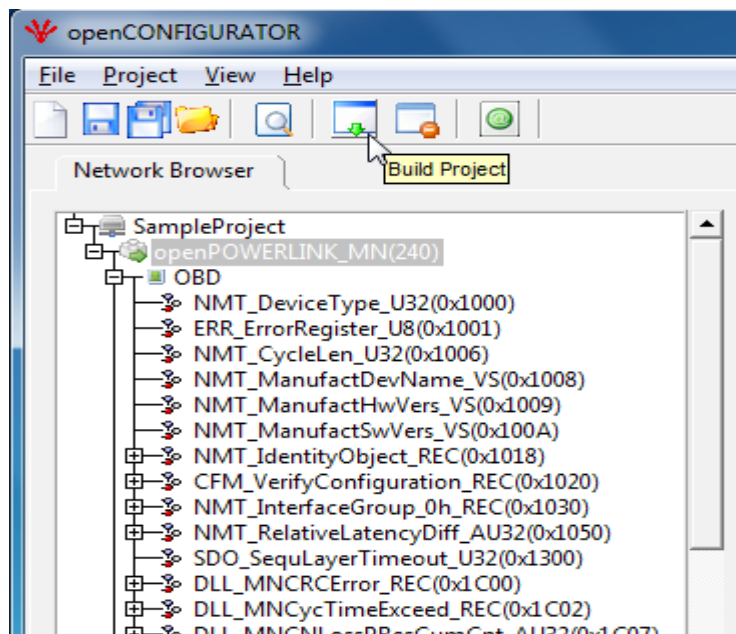 openCONFIGURATOR
File Project View Help
Build Project
Network Browser
SampleProject
openPOWERLINK_MN(240)
OBD
NMT_DeviceType_U32(0x1000)
ERR_ErrorRegister_U8(0x1001)
NMT_CycleLen_U32(0x1006)
NMT_ManufactDevName_VS(0x1008)
NMT_ManufactHwVers_VS(0x1009)
NMT_ManufactSwVers_VS(0x100A)
NMT_IdentityObject_REC(0x1018)
CFM_VerifyConfiguration_REC(0x1020)
NMT_InterfaceGroup_0h_REC(0x1030)
NMT_RelativeLatencyDiff_AU32(0x1050)
SDO_SequLayerTimeout_U32(0x1300)
DLL_MNCRCError_REC(0x1C00)
DLL_MNCycTimeExceed_REC(0x1C02)
DLL_MNCNLossPResCumCnt_AU32(0x1C07)